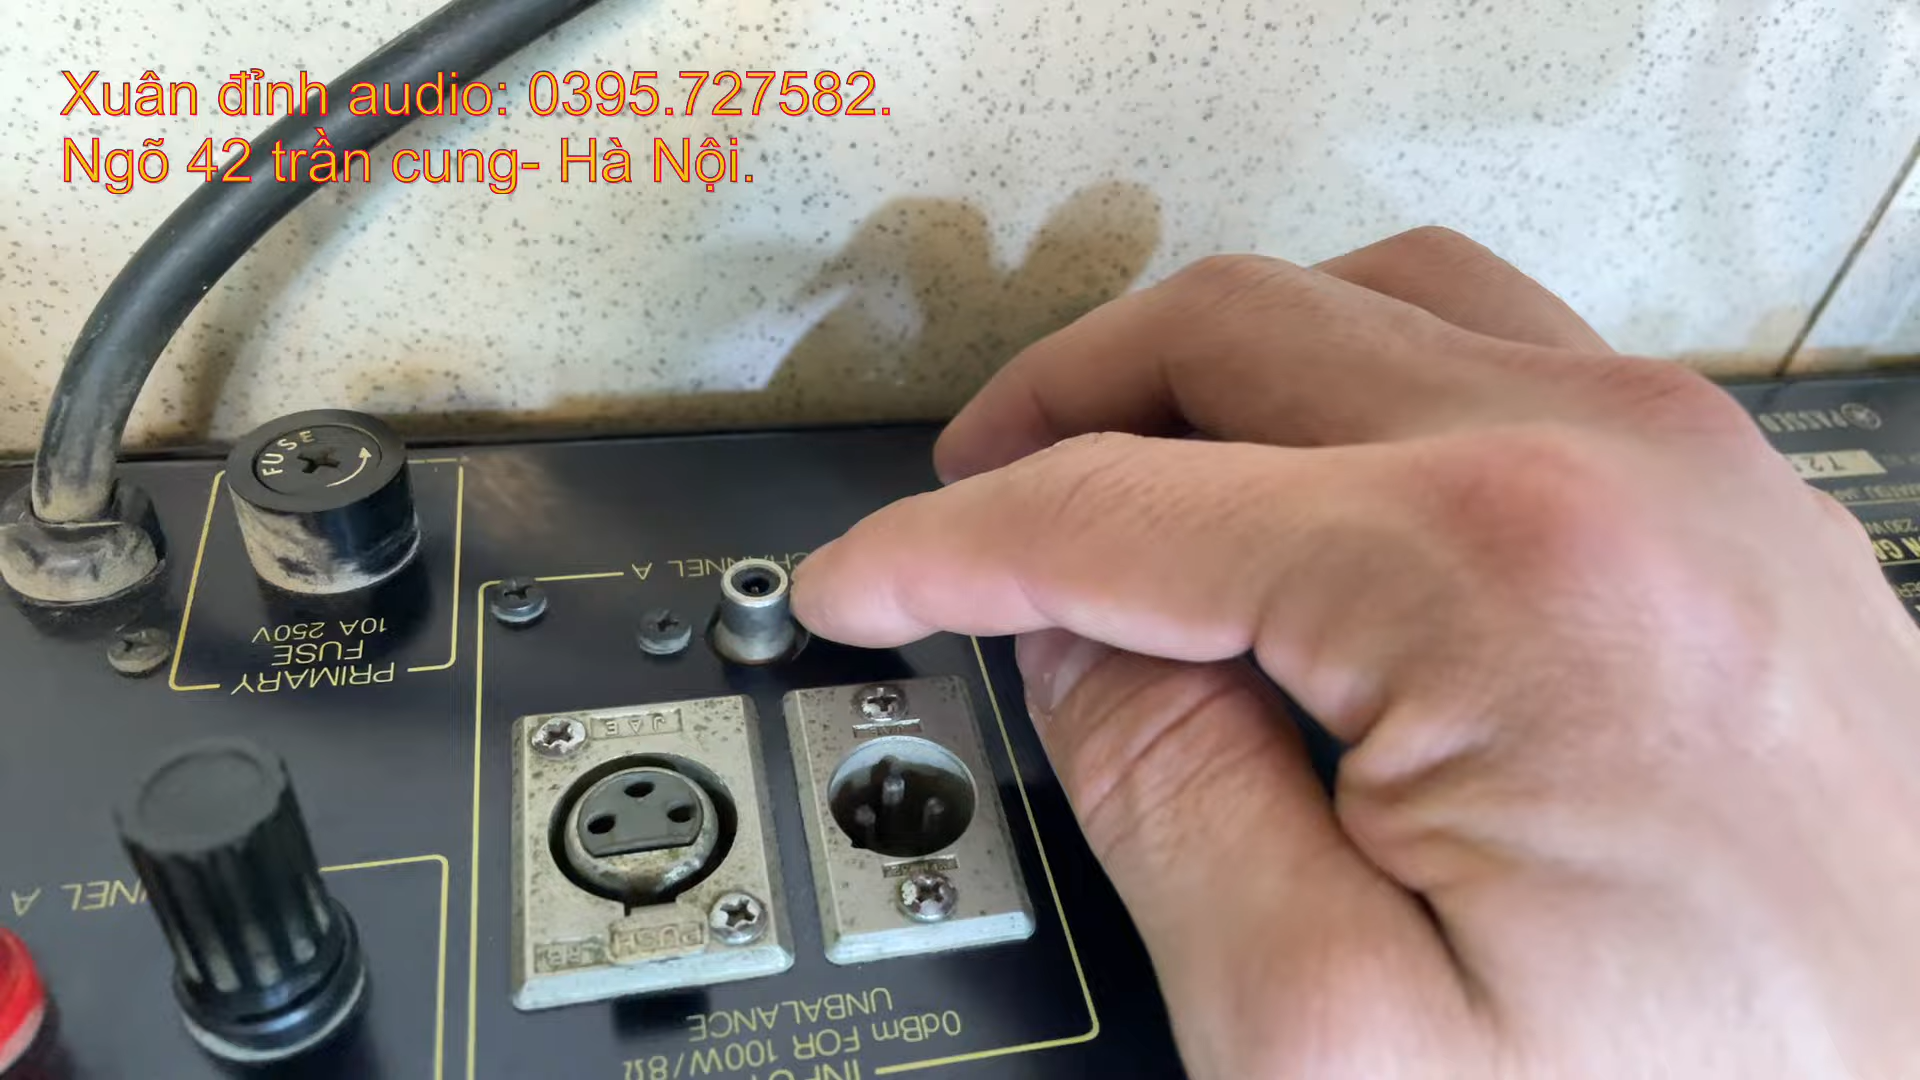 Xuân đỉnh audio: 0395.727582.
Ngõ 42 trần cung- Hà Nội.
PASSED
FUSE
CHANNEL A
10A 250V
FUSE
PRIMARY
JAE
PUSH
UNBALANCE
0dBm FOR 100W/8Ω